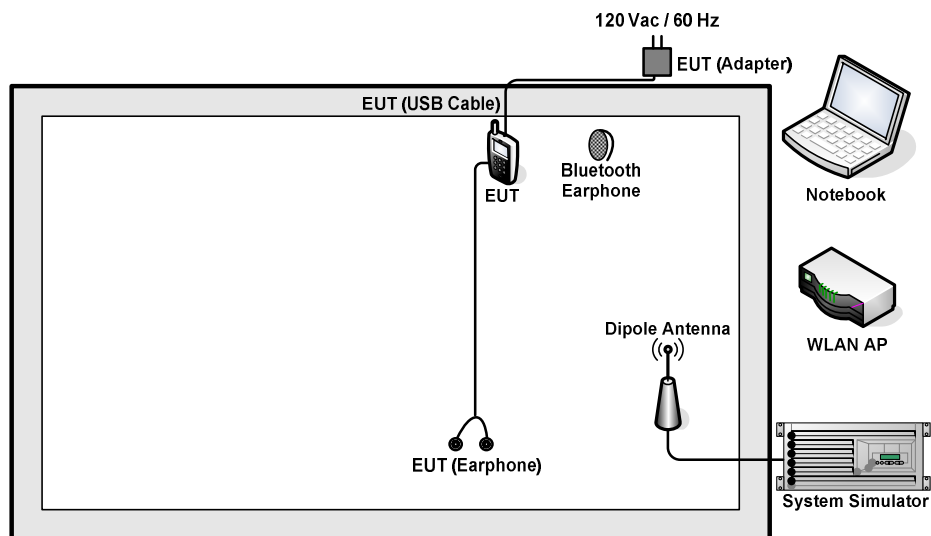 120 Vac / 60 Hz
EUT (Adapter)
EUT (USB Cable)
EUT
Bluetooth
Earphone
Notebook
Dipole Antenna
WLAN AP
EUT (Earphone)
System Simulator